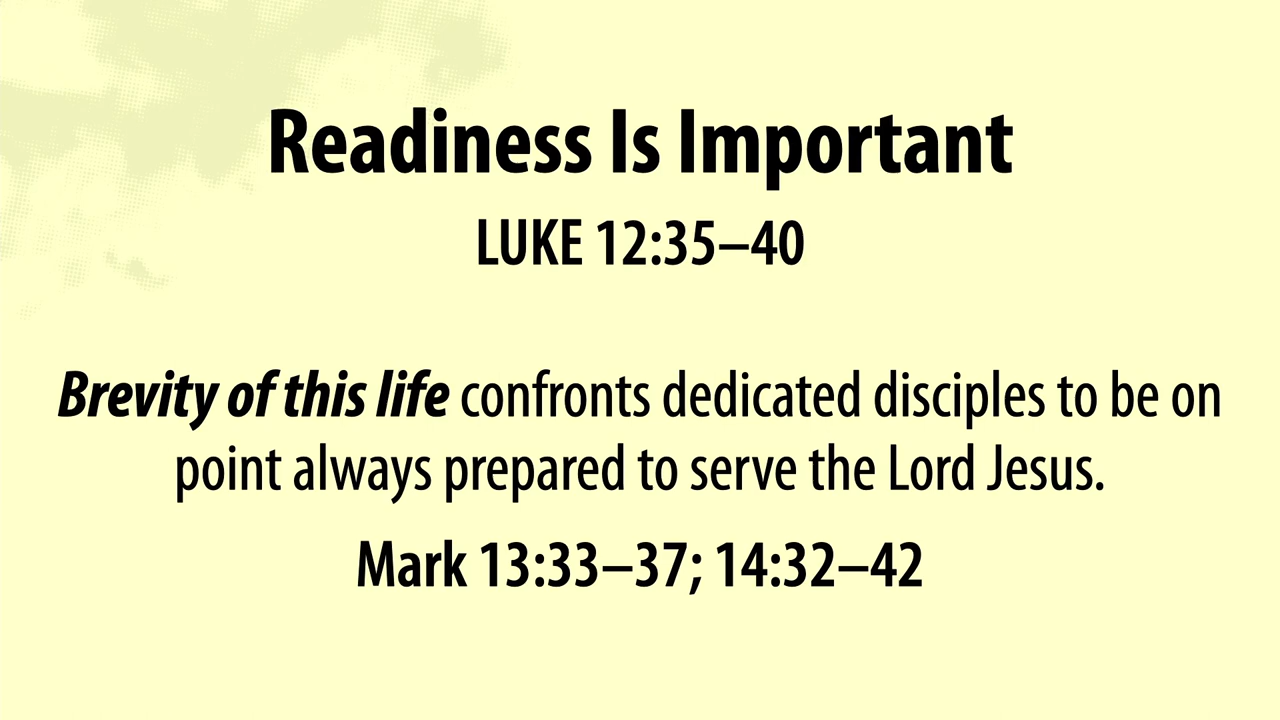 Readiness Is Important
LUKE 12:35–40
Brevity of this life confronts dedicated disciples to be on
point always prepared to serve the Lord Jesus.
Mark 13:33–37; 14:32–42